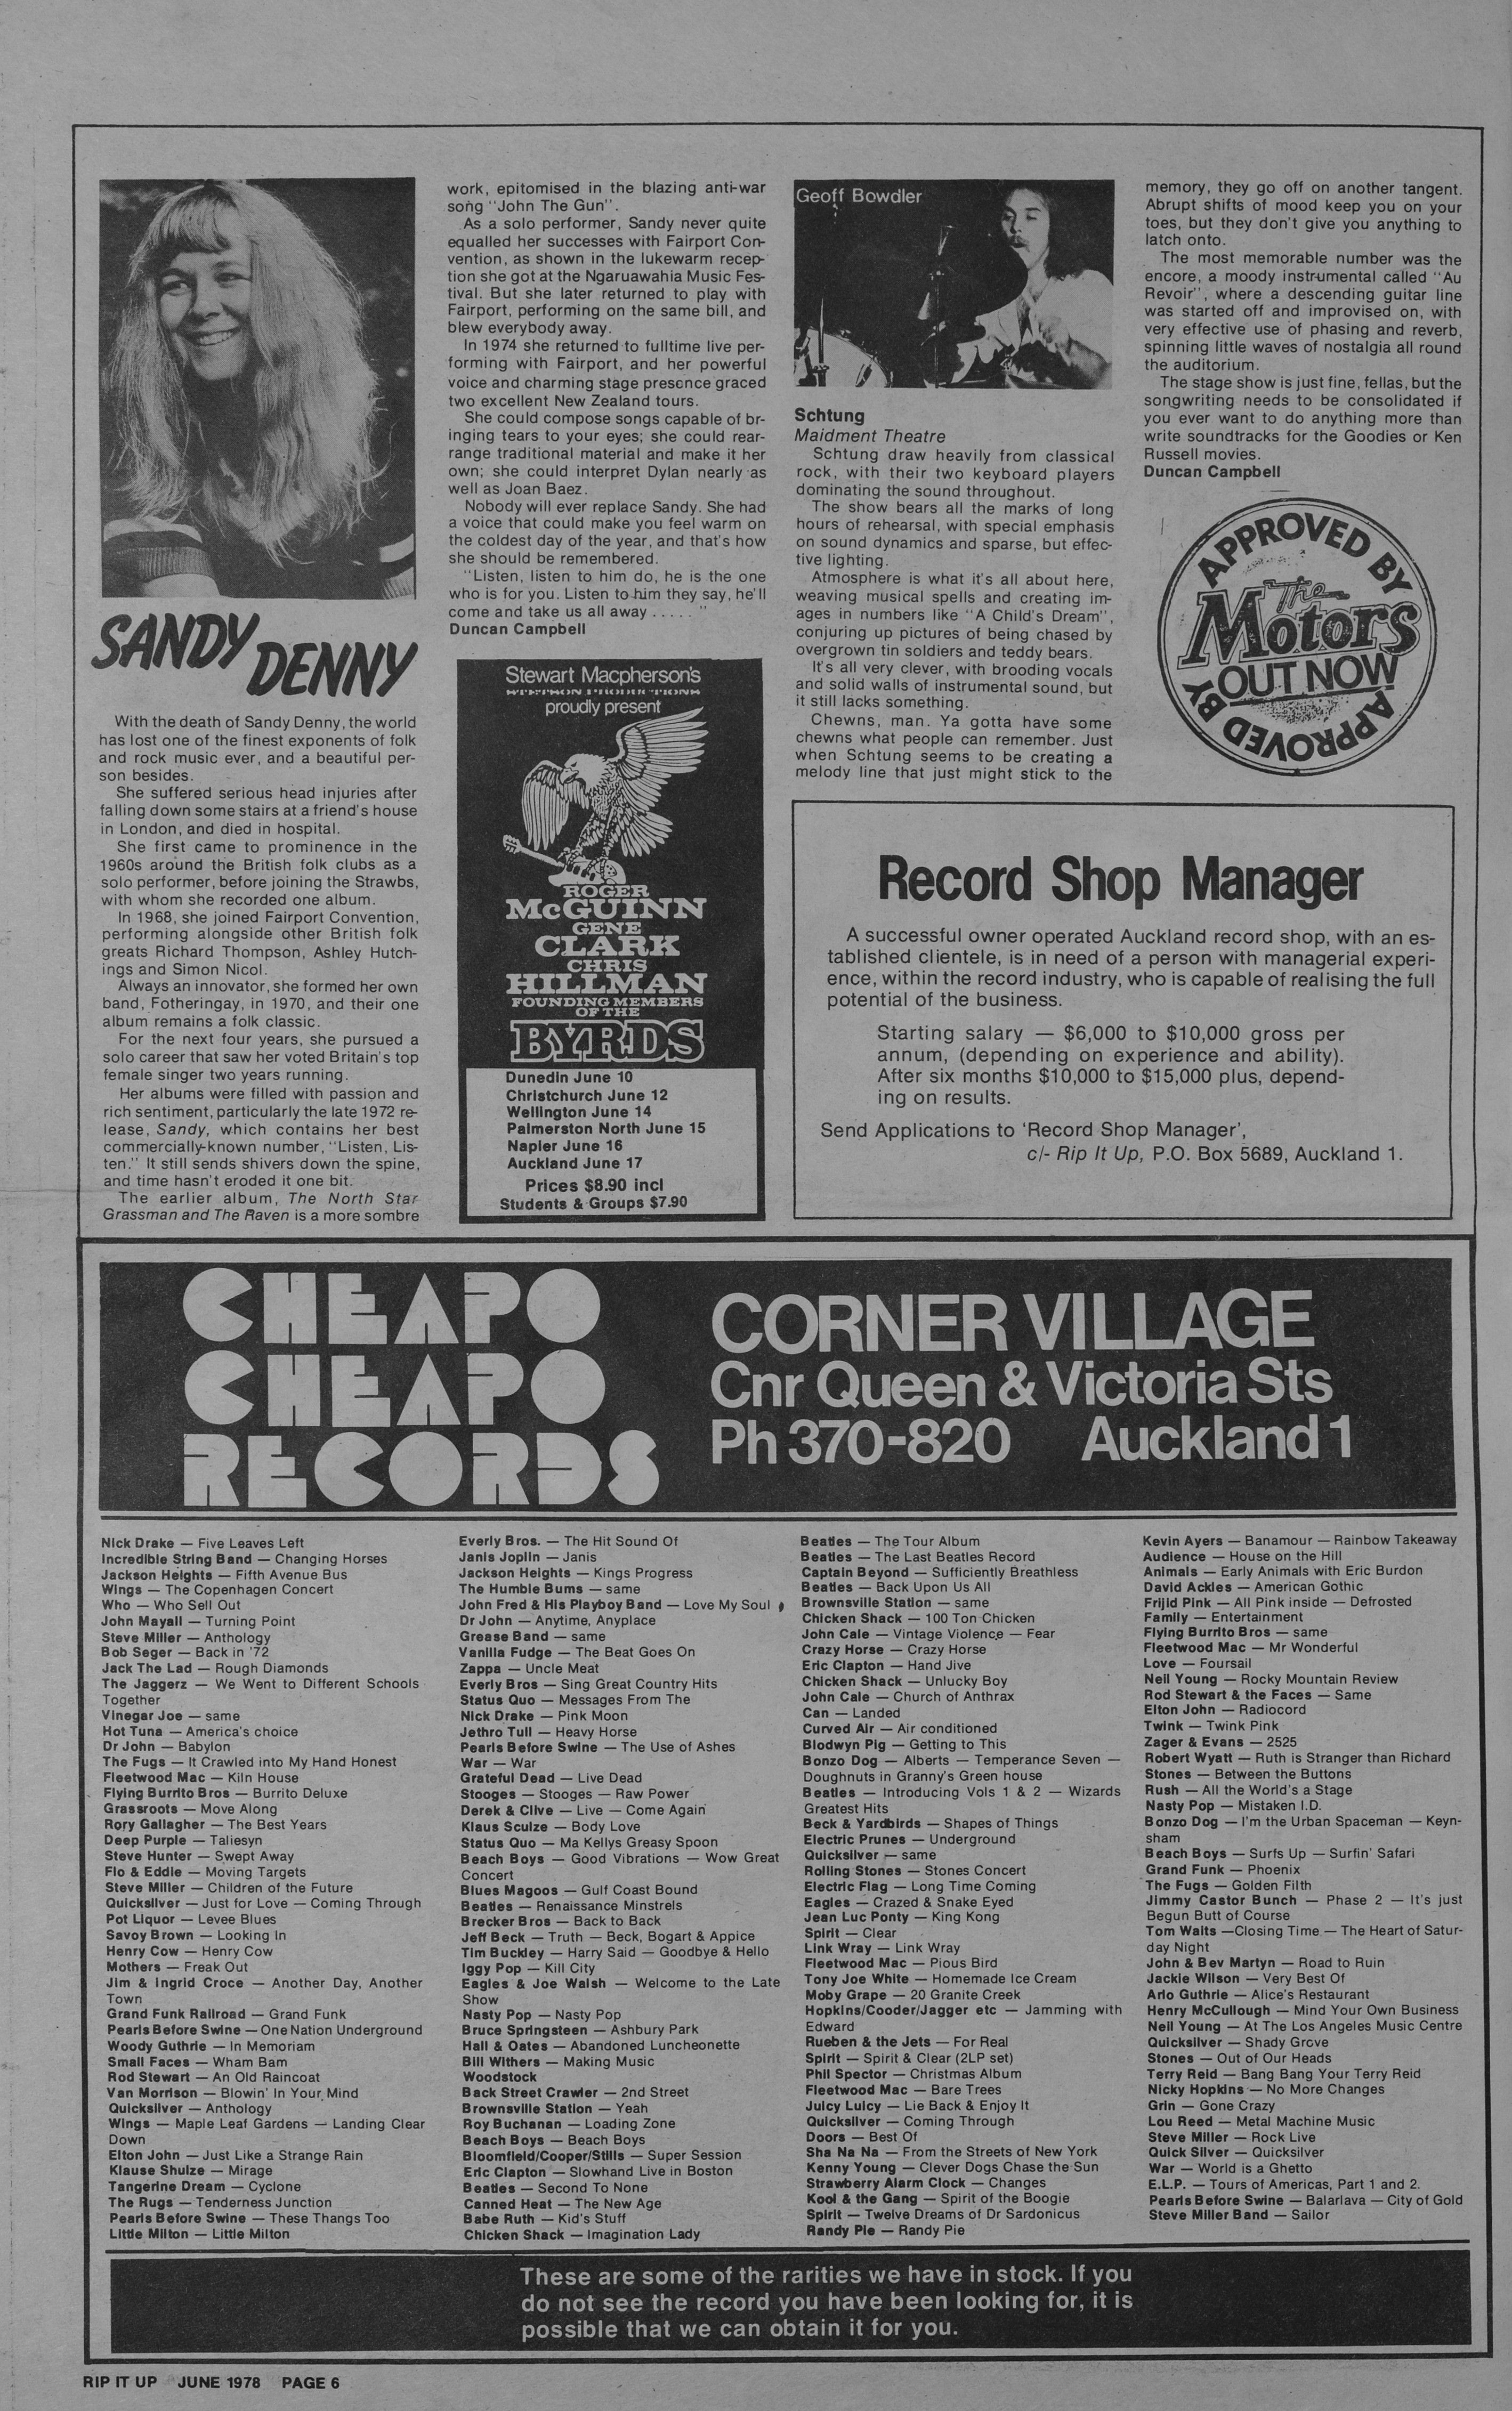 SANDY DENNY
With the death of Sandy Denny, the world
has lost one of the finest exponents of folk
and rock music ever, and a beautiful per-
son besides.
She suffered serious head injuries after
falling down some stairs at a friend's house
in London, and died in hospital.
She first came to prominence in the
1960s around the British folk clubs as a
solo performer, before joining the Strawbs,
with whom she recorded one album.
In 1968, she joined Fairport Convention,
performing alongside other British folk
greats Richard Thompson, Ashley Hutch-
ings and Simon Nicol.
Always an innovator, she formed her own
band, Fotheringay, in 1970, and their one
album remains a folk classic.
For the next four years, she pursued a
solo career that saw her voted Britain's top
female singer two years running.
Her albums were filled with passion and
rich sentiment, particularly the late 1972 re-
lease, Sandy, which contains her best
commercially-known number, "Listen, Lis-
ten." It still sends shivers down the spine,
and time hasn't eroded it one bit.
The earlier album, The North Star
Grassman and The Raven is a more sombre
work, epitomised in the blazing anti-war
song "John The Gun".
As a solo performer, Sandy never quite
equalled her successes with Fairport Con-
vention, as shown in the lukewarm recep-
tion she got at the Ngaruawahia Music Fes-
tival. But she later returned to play with
Fairport, performing on the same bill, and
blew everybody away.
In 1974 she returned to fulltime live per-
forming with Fairport, and her powerful
voice and charming stage presence graced
two excellent New Zealand tours.
She could compose songs capable of br-
inging tears to your eyes; she could rear-
range traditional material and make it her
own; she could interpret Dylan nearly as
well as Joan Baez.
Nobody will ever replace Sandy. She had
a voice that could make you feel warm on
the coldest day of the year, and that's how
she should be remembered.
"Listen, listen to him do, he is the one
who is for you. Listen to him they say, he'll
come and take us all away ..... "
Duncan Campbell
Stewart Macpherson's
proudly present
ROGER
McGUINN
GENE
CLARK
CHRIS
HILLMAN
FOUNDING MEMBERS
OF THE
BYRDS
Dunedin June 10
Christchurch June 12
Wellington June 14
Palmerston North June 15
Napier June 16
Auckland June 17
Prices $8.90 incl
Students & Groups $7.90
Geoff Bowdler
Schtung
Maidment Theatre
Schtung draw heavily from classical
rock, with their two keyboard players
dominating the sound throughout.
The show bears all the marks of long
hours of rehearsal, with special emphasis
on sound dynamics and sparse, but effec-
tive lighting.
Atmosphere is what it's all about here,
weaving musical spells and creating im-
ages in numbers like "A Child's Dream",
conjuring up pictures of being chased by
overgrown tin soldiers and teddy bears.
It's all very clever, with brooding vocals
and solid walls of instrumental sound, but
it still lacks something.
Chewns, man. Ya gotta have some
chewns what people can remember. Just
when Schtung seems to be creating a
melody line that just might stick to the
memory, they go off on another tangent.
Abrupt shifts of mood keep you on your
toes, but they don't give you anything to
latch onto.
The most memorable number was the
encore, a moody instrumental called "Au
Revoir", where a descending guitar line
was started off and improvised on, with
very effective use of phasing and reverb,
spinning little waves of nostalgia all round
the auditorium.
The stage show is just fine, fellas, but the
songwriting needs to be consolidated if
you ever want to do anything more than
write soundtracks for the Goodies or Ken
Russell movies.
Duncan Campbell
APPROVED BY
The
Motors
OUT NOW
APPROVED BY
Record Shop Manager
A successful owner operated Auckland record shop, with an es-
tablished clientele, is in need of a person with managerial experi-
ence, within the record industry, who is capable of realising the full
potential of the business.
Starting salary — $6,000 to $10,000 gross per
annum, (depending on experience and ability).
After six months $10,000 to $15,000 plus, depend-
ing on results.
Send Applications to 'Record Shop Manager',
c/- Rip It Up, P.O. Box 5689, Auckland 1.
CHEAPO
CHEAPO
RECORDS
CORNER VILLAGE
Cnr Queen & Victoria Sts
Ph 370-820 Auckland 1
Nick Drake — Five Leaves Left
Incredible String Band — Changing Horses
Jackson Heights — Fifth Avenue Bus
Wings — The Copenhagen Concert
Who — Who Sell Out
John Mayall — Turning Point
Steve Miller — Anthology
Bob Seger — Back in '72
Jack The Lad — Rough Diamonds
The Jaggerz — We Went to Different Schools
Together
Vinegar Joe — same
Hot Tuna — America's choice
Dr John — Babylon
The Fugs — It Crawled into My Hand Honest
Fleetwood Mac — Kiln House
Flying Burrito Bros — Burrito Deluxe
Grassroots — Move Along
Rory Gallagher — The Best Years
Deep Purple — Taliesyn
Steve Hunter — Swept Away
Flo & Eddie — Moving Targets
Steve Miller — Children of the Future
Quicksilver — Just for Love — Coming Through
Pot Liquor — Levee Blues
Savoy Brown — Looking In
Henry Cow — Henry Cow
Mothers — Freak Out
Jim & Ingrid Croce — Another Day, Another
Town
Grand Funk Railroad — Grand Funk
Pearls Before Swine — One Nation Underground
Woody Guthrie — In Memoriam
Small Faces — Wham Bam
Rod Stewart — An Old Raincoat
Van Morrison — Blowin' In Your Mind
Quicksilver — Anthology
Wings — Maple Leaf Gardens — Landing Clear
Down
Elton John — Just Like a Strange Rain
Klause Shulze — Mirage
Tangerine Dream — Cyclone
The Rugs — Tenderness Junction
Pearls Before Swine — These Thangs Too
Little Milton — Little Milton
Everly Bros. — The Hit Sound Of
Janis Joplin — Janis
Jackson Heights — Kings Progress
The Humble Bums — same
John Fred & His Playboy Band — Love My Soul
Dr John — Anytime, Anyplace
Grease Band — same
Vanilla Fudge — The Beat Goes On
Zappa — Uncle Meat
Everly Bros — Sing Great Country Hits
Status Quo — Messages From The
Nick Drake — Pink Moon
Jethro Tull — Heavy Horse
Pearls Before Swine — The Use of Ashes
War — War
Grateful Dead — Live Dead
Stooges — Stooges — Raw Power
Derek & Clive — Live — Come Again
Klaus Sculze — Body Love
Status Quo — Ma Kellys Greasy Spoon
Beach Boys — Good Vibrations — Wow Great
Concert
Blues Magoos — Gulf Coast Bound
Beatles — Renaissance Minstrels
Brecker Bros — Back to Back
Jeff Beck — Truth — Beck, Bogart & Appice
Tim Buckley — Harry Said — Goodbye & Hello
Iggy Pop — Kill City
Eagles & Joe Walsh — Welcome to the Late
Show
Nasty Pop — Nasty Pop
Bruce Springsteen — Ashbury Park
Hall & Oates — Abandoned Luncheonette
Bill Withers — Making Music
Woodstock
Back Street Crawler — 2nd Street
Brownsville Station — Yeah
Roy Buchanan — Loading Zone
Beach Boys — Beach Boys
Bloomfield/Cooper/Stills — Super Session
Eric Clapton — Slowhand Live in Boston
Beatles — Second To None
Canned Heat — The New Age
Babe Ruth — Kid's Stuff
Chicken Shack — Imagination Lady
Beatles — The Tour Album
Beatles — The Last Beatles Record
Captain Beyond — Sufficiently Breathless
Beatles — Back Upon Us All
Brownsville Station — same
Chicken Shack — 100 Ton Chicken
John Cale — Vintage Violence — Fear
Crazy Horse — Crazy Horse
Eric Clapton — Hand Jive
Chicken Shack — Unlucky Boy
John Cale — Church of Anthrax
Can — Landed
Curved Air — Air conditioned
Blodwyn Pig — Getting to This
Bonzo Dog — Alberts — Temperance Seven —
Doughnuts in Granny's Green house
Beatles — Introducing Vols 1 & 2 — Wizards
Greatest Hits
Beck & Yardbirds — Shapes of Things
Electric Prunes — Underground
Quicksilver — same
Rolling Stones — Stones Concert
Electric Flag — Long Time Coming
Eagles — Crazed & Snake Eyed
Jean Luc Ponty — King Kong
Spirit — Clear
Link Wray — Link Wray
Fleetwood Mac — Pious Bird
Tony Joe White — Homemade Ice Cream
Moby Grape — 20 Granite Creek
Hopkins/Cooder/Jagger etc — Jamming with
Edward
Rueben & the Jets — For Real
Spirit — Spirit & Clear (2LP set)
Phil Spector — Christmas Album
Fleetwood Mac — Bare Trees
Juicy Luicy — Lie Back & Enjoy It
Quicksilver — Coming Through
Doors — Best Of
Sha Na Na — From the Streets of New York
Kenny Young — Clever Dogs Chase the Sun
Strawberry Alarm Clock — Changes
Kool & the Gang — Spirit of the Boogie
Spirit — Twelve Dreams of Dr Sardonicus
Randy Pie — Randy Pie
Kevin Ayers — Banamour — Rainbow Takeaway
Audience — House on the Hill
Animals — Early Animals with Eric Burdon
David Ackles — American Gothic
Frijid Pink — All Pink inside — Defrosted
Family — Entertainment
Flying Burrito Bros — same
Fleetwood Mac — Mr Wonderful
Love — Foursail
Neil Young — Rocky Mountain Review
Rod Stewart & the Faces — Same
Elton John — Radiocord
Twink — Twink Pink
Zager & Evans — 2525
Robert Wyatt — Ruth is Stranger than Richard
Stones — Between the Buttons
Rush — All the World's a Stage
Nasty Pop — Mistaken I.D.
Bonzo Dog — I'm the Urban Spaceman — Keyn-
sham
Beach Boys — Surfs Up — Surfin' Safari
Grand Funk — Phoenix
The Fugs — Golden Filth
Jimmy Castor Bunch — Phase 2 — It's just
Begun Butt of Course
Tom Waits —Closing Time — The Heart of Satur-
day Night
John & Bev Martyn — Road to Ruin
Jackie Wilson — Very Best Of
Arlo Guthrie — Alice's Restaurant
Henry McCullough — Mind Your Own Business
Neil Young — At The Los Angeles Music Centre
Quicksilver — Shady Grove
Stones — Out of Our Heads
Terry Reid — Bang Bang Your Terry Reid
Nicky Hopkins — No More Changes
Grin — Gone Crazy
Lou Reed — Metal Machine Music
Steve Miller — Rock Live
Quick Silver — Quicksilver
War — World is a Ghetto
E.L.P. — Tours of Americas, Part 1 and 2.
Pearls Before Swine — Balarlava — City of Gold
Steve Miller Band — Sailor
These are some of the rarities we have in stock. If you
do not see the record you have been looking for, it is
possible that we can obtain it for you.
RIP IT UP JUNE 1978 PAGE 6